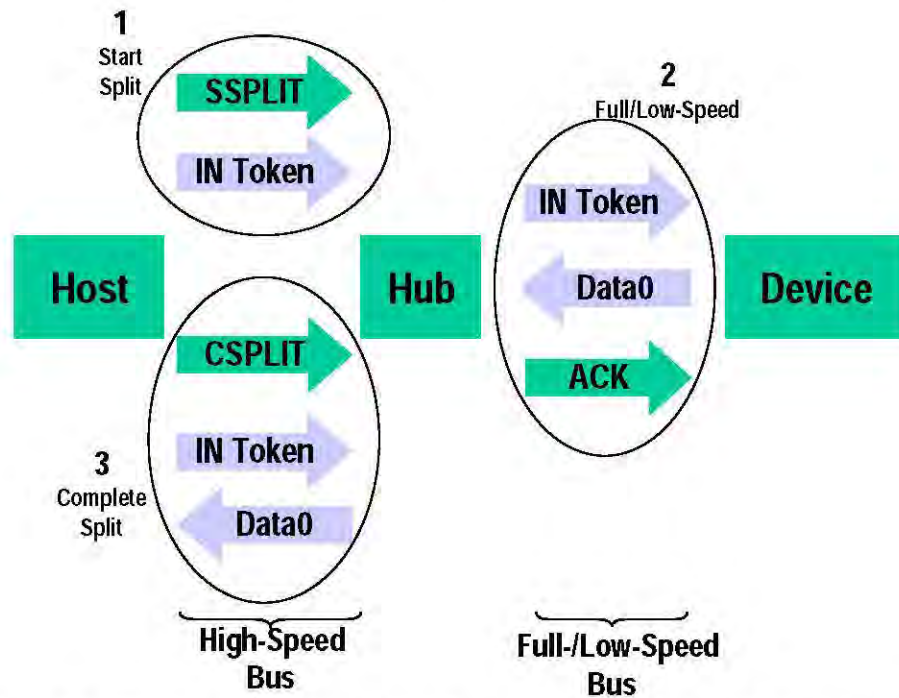 1
Start
Split
SSPLIT
IN Token
2
Full/Low-Speed
IN Token
Data0
ACK
Host
Hub
Device
CSPLIT
IN Token
Data0
3
Complete
Split
High-Speed
Bus
Full-/Low-Speed
Bus